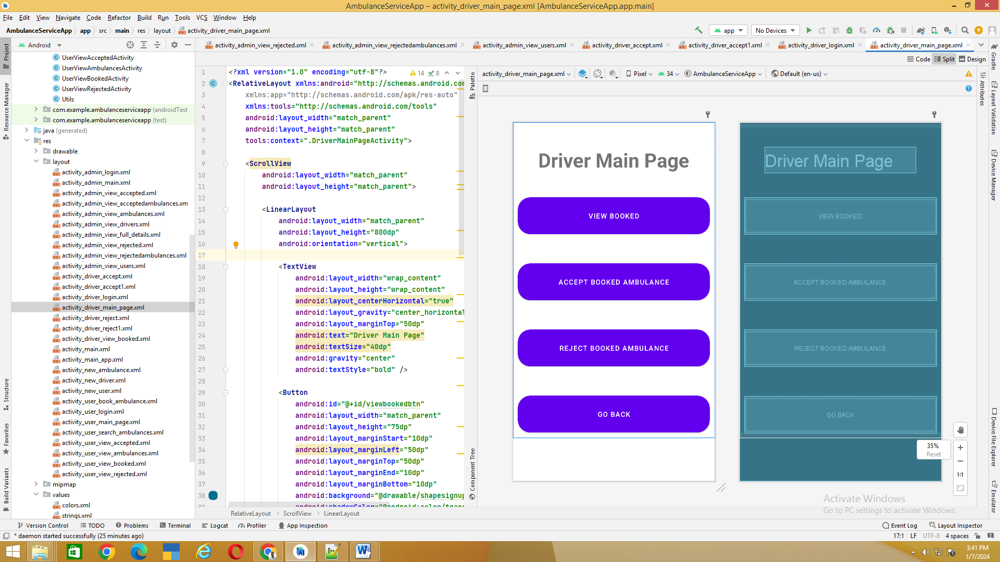 AmbulanceServiceApp – activity_driver_main_page.xml [AmbulanceServiceApp.app.main]
File Edit View Navigate Code Refactor Build Run Tools VCS Window Help
AmbulanceServiceApp app src main res layout activity_driver_main_page.xml
app No Devices
Android
activity_admin_view_rejected.xml activity_admin_view_rejectedambulances.xml activity_admin_view_users.xml activity_driver_accept.xml activity_driver_accept1.xml activity_driver_login.xml activity_driver_main_page.xml
Code Split Design
Project
Resource Manager
Structure
Favorites
Build Variants
UserViewAcceptedActivity
UserViewAmbulancesActivity
UserViewBookedActivity
UserViewRejectedActivity
Utils
com.example.ambulanceserviceapp (androidTest
com.example.ambulanceserviceapp (test)
java (generated)
res
drawable
layout
activity_admin_login.xml
activity_admin_main.xml
activity_admin_view_accepted.xml
activity_admin_view_acceptedambulances.xm
activity_admin_view_ambulances.xml
activity_admin_view_drivers.xml
activity_admin_view_full_details.xml
activity_admin_view_rejected.xml
activity_admin_view_rejectedambulances.xml
activity_admin_view_users.xml
activity_driver_accept.xml
activity_driver_accept1.xml
activity_driver_login.xml
activity_driver_main_page.xml
activity_driver_reject.xml
activity_driver_reject1.xml
activity_driver_view_booked.xml
activity_main.xml
activity_main_app.xml
activity_new_ambulance.xml
activity_new_driver.xml
activity_new_user.xml
activity_user_book_ambulance.xml
activity_user_login.xml
activity_user_main_page.xml
activity_user_search_ambulances.xml
activity_user_view_accepted.xml
activity_user_view_ambulances.xml
activity_user_view_booked.xml
activity_user_view_rejected.xml
mipmap
values
colors.xml
strings.xml
14 8
1 <?xml version="1.0" encoding="utf-8"?>
2 <RelativeLayout xmlns:android="http://schemas.android.com
3 xmlns:app="http://schemas.android.com/apk/res-auto"
4 xmlns:tools="http://schemas.android.com/tools"
5 android:layout_width="match_parent"
6 android:layout_height="match_parent"
7 tools:context=".DriverMainPageActivity">
8
9 <ScrollView
10 android:layout_width="match_parent"
11 android:layout_height="match_parent">
12
13 <LinearLayout
14 android:layout_width="match_parent"
15 android:layout_height="800dp"
16 android:orientation="vertical">
17
18 <TextView
19 android:layout_width="wrap_content"
20 android:layout_height="wrap_content"
21 android:layout_centerHorizontal="true"
22 android:layout_gravity="center_horizontal
23 android:layout_marginTop="50dp"
24 android:text="Driver Main Page"
25 android:textSize="40dp"
26 android:gravity="center"
27 android:textStyle="bold" />
28
29 <Button
30 android:id="@+id/viewbookedbtn"
31 android:layout_width="match_parent"
32 android:layout_height="75dp"
33 android:layout_marginStart="10dp"
34 android:layout_marginLeft="50dp"
35 android:layout_marginTop="50dp"
36 android:layout_marginEnd="10dp"
37 android:layout_marginBottom="10dp"
38 android:background="@drawable/shapesignup
39 android:shadowColor="@android:color/trans
RelativeLayout ScrollView LinearLayout
Palette
Component Tree
activity_driver_main_page.xml Pixel 34 AmbulanceServiceApp Default (en-us)
Driver Main Page
VIEW BOOKED
ACCEPT BOOKED AMBULANCE
REJECT BOOKED AMBULANCE
GO BACK
Driver Main Page
VIEW BOOKED
ACCEPT BOOKED AMBULANCE
REJECT BOOKED AMBULANCE
GO BACK
35%
Reset
1:1
Attributes
Gradle
Layout Validation
Device Manager
Device File Explorer
Emulator
Activate Windows
Go to PC settings to activate Windows.
Version Control TODO Problems Terminal Logcat Profiler App Inspection Event Log Layout Inspector
* daemon started successfully (25 minutes ago) 17:1 LF UTF-8 4 spaces
3:41 PM
1/7/2024